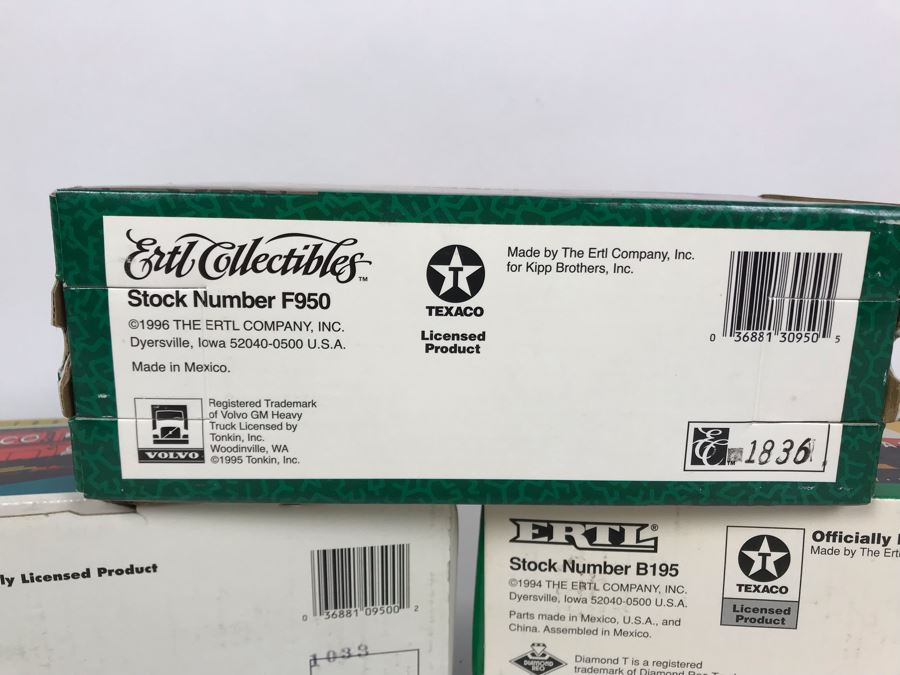 Ertl Collectibles™
Stock Number F950
©1996 THE ERTL COMPANY, INC.
Dyersville, Iowa 52040-0500 U.S.A.
Made in Mexico.
VOLVO
Registered Trademark
of Volvo GM Heavy
Truck Licensed by
Tonkin, Inc.
Woodinville, WA
©1995 Tonkin, Inc.
T
TEXACO
Licensed
Product
Made by The Ertl Company, Inc.
for Kipp Brothers, Inc.
0 36881 30950 5
1836
ly Licensed Product
0 36881 09500 2
1033
ERTL®
Stock Number B195
©1994 THE ERTL COMPANY, INC.
Dyersville, Iowa 52040-0500 U.S.A.
Parts made in Mexico, U.S.A., and
China. Assembled in Mexico.
DIAMOND
REO
Diamond T is a registered
trademark of Diamond Reo
T
TEXACO
Licensed
Product
Officially
Made by The Ertl